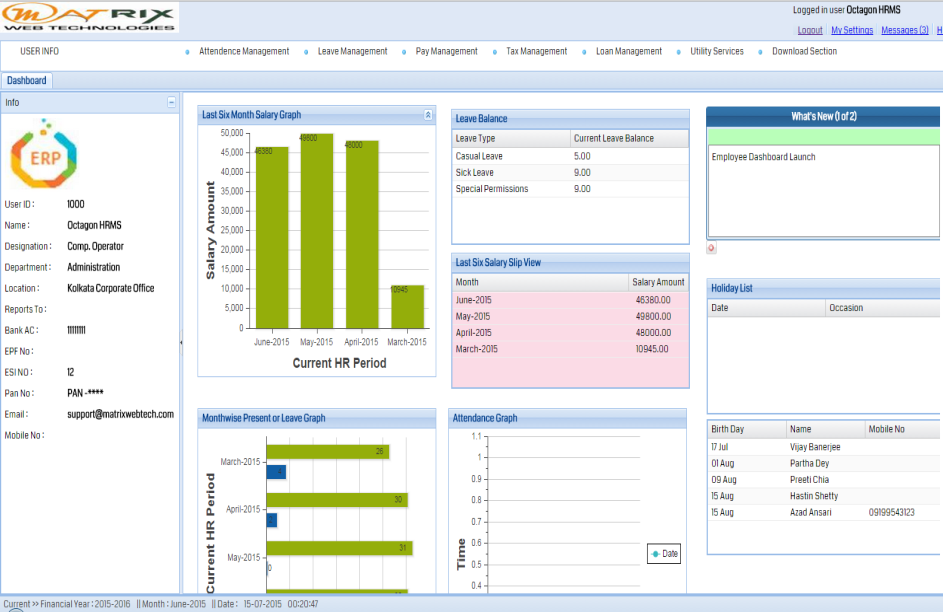 MATRIX
WEB TECHNOLOGIES
Logged in user Octagon HRMS
Logout My Settings Messages (3) H
USER INFO
Attendence Management Leave Management Pay Management Tax Management Loan Management Utility Services Download Section
Dashboard
Info
ERP
User ID : 1000
Name : Octagon HRMS
Designation : Comp. Operator
Department : Administration
Location : Kolkata Corporate Office
Reports To :
Bank AC : 11111111
EPF No :
ESI NO : 12
Pan No : PAN -****
Email : support@matrixwebtech.com
Mobile No :
Last Six Month Salary Graph
Salary Amount
50,000
45,000
40,000
35,000
30,000
25,000
20,000
15,000
10,000
5,000
0
46380
49800
48000
10945
June-2015 May-2015 April-2015 March-2015
Current HR Period
Leave Balance
Leave Type Current Leave Balance
Casual Leave 5.00
Sick Leave 9.00
Special Permissions 9.00
Last Six Salary Slip View
Month Salary Amount
June-2015 46380.00
May-2015 49800.00
April-2015 48000.00
March-2015 10945.00
What's New (1 of 2)
Employee Dashboard Launch
Holiday List
Date Occasion
Monthwise Present or Leave Graph
Current HR Period
March-2015
26
4
April-2015
30
May-2015
31
0
Attendance Graph
Time
1.1
1
0.9
0.8
0.7
0.6
0.5
0.4
Date
Birth Day Name Mobile No
17 Jul Vijay Banerjee
01 Aug Partha Dey
09 Aug Preeti Chia
15 Aug Hastin Shetty
15 Aug Azad Ansari 09199543123
Current >> Financial Year : 2015-2016 || Month : June-2015 || Date : 15-07-2015 00:20:47